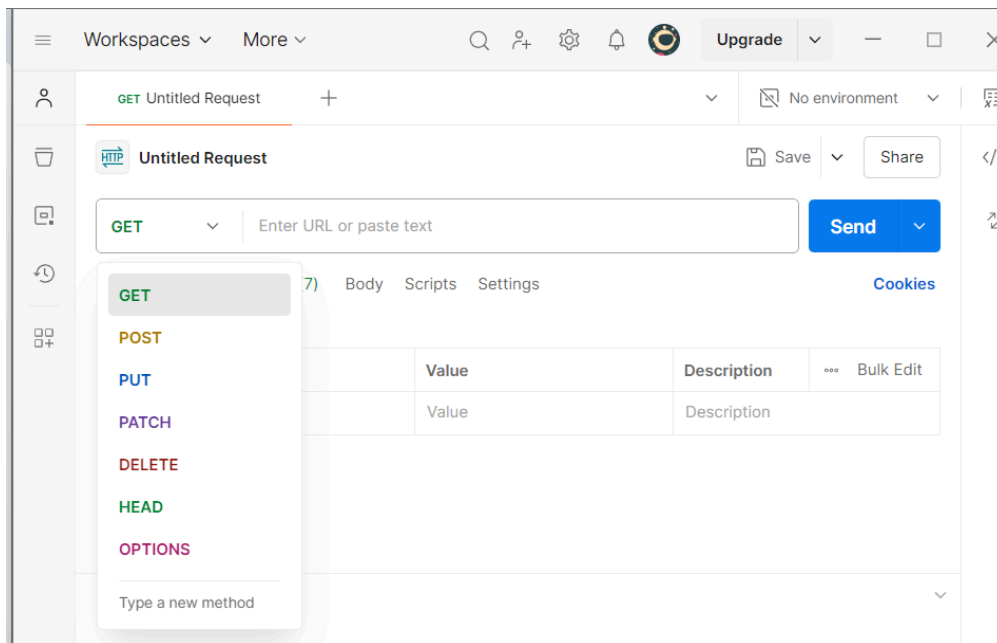 Workspaces More Upgrade
GET Untitled Request No environment
HTTP Untitled Request Save Share
GET Enter URL or paste text Send
7) Body Scripts Settings Cookies
GET
POST
PUT
PATCH
DELETE
HEAD
OPTIONS
Type a new method
Value Description Bulk Edit
Value Description